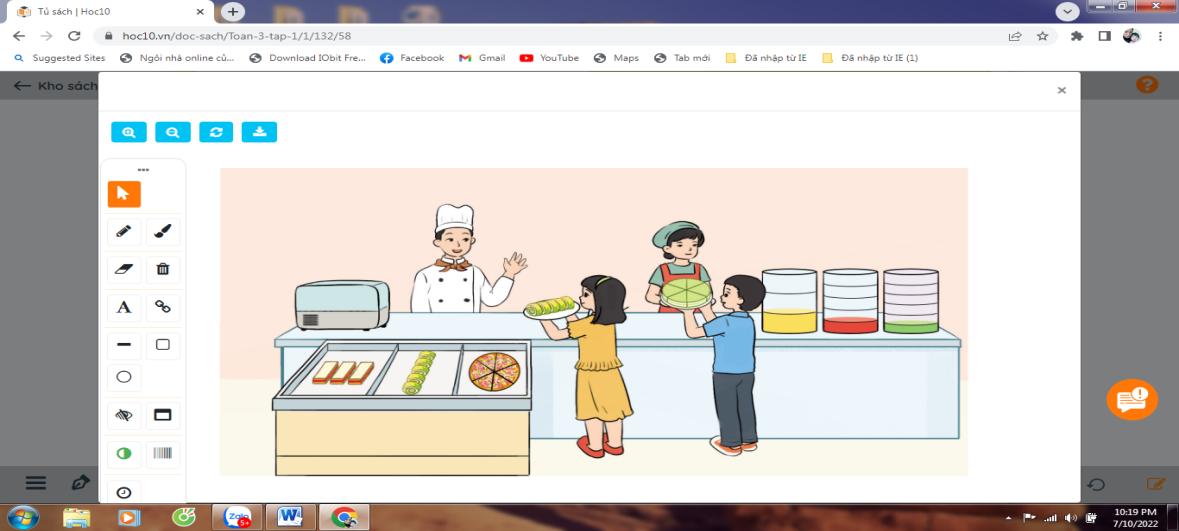 Tủ sách | Hoc10
hoc10.vn/doc-sach/Toan-3-tap-1/1/132/58
Suggested Sites
Ngôi nhà online củ...
Download IObit Fre...
Facebook
Gmail
YouTube
Maps
Tab mới
Đã nhập từ IE
Đã nhập từ IE (1)
Kho sách
A
Zalo
5+
W
10:19 PM
7/10/2022